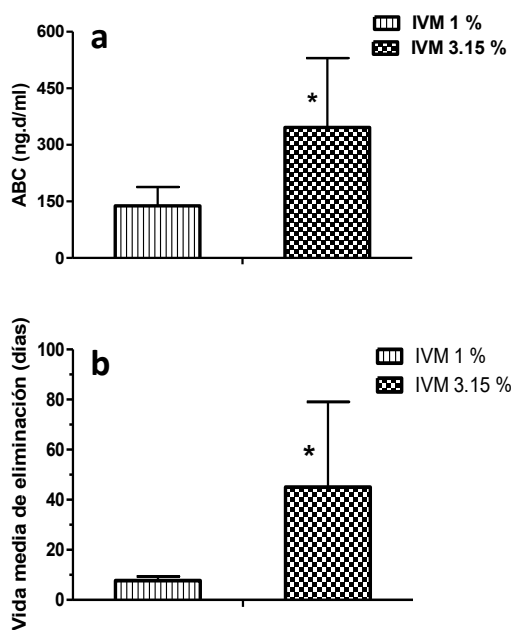 a
IVM 1 %
IVM 3.15 %
ABC (ng.d/ml)
600
450
300
150
0
*
b
IVM 1 %
IVM 3.15 %
Vida media de eliminación (días)
100
80
60
40
20
0
*